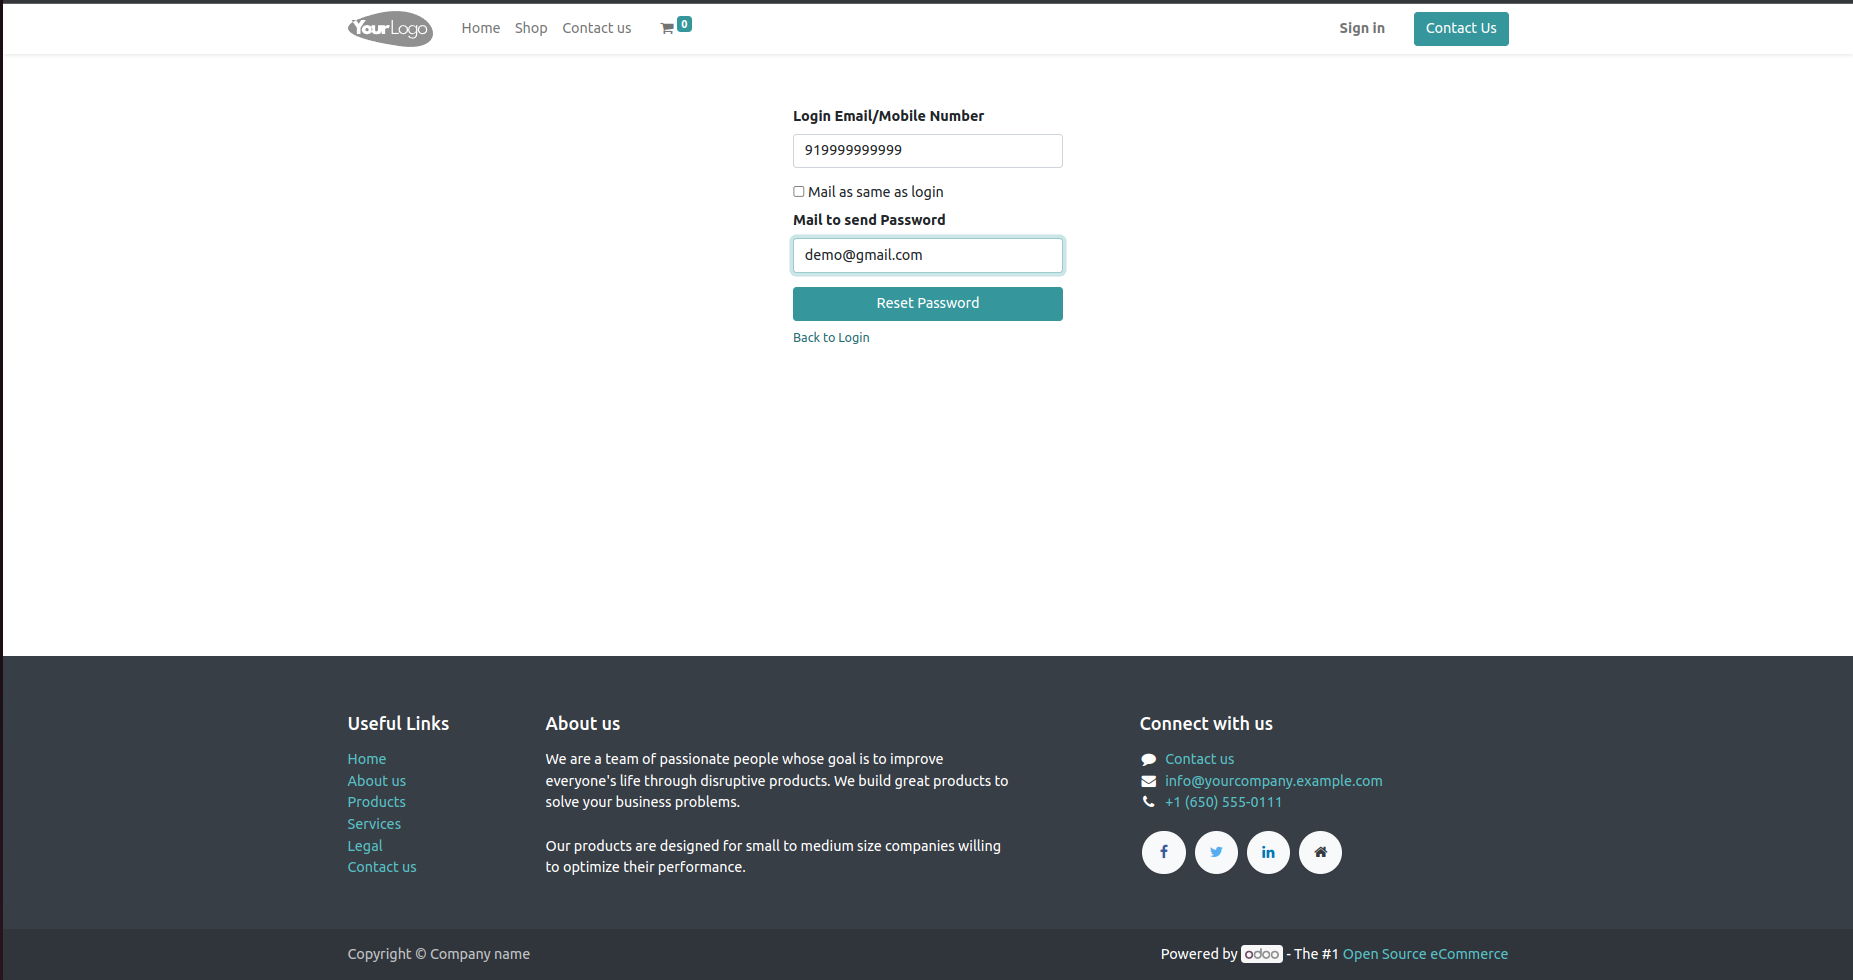 YourLogo Home Shop Contact us 0 Sign in Contact Us
Login Email/Mobile Number
919999999999
Mail as same as login
Mail to send Password
demo@gmail.com
Reset Password
Back to Login
Useful Links
Home
About us
Products
Services
Legal
Contact us
About us
We are a team of passionate people whose goal is to improve
everyone's life through disruptive products. We build great products to
solve your business problems.
Our products are designed for small to medium size companies willing
to optimize their performance.
Connect with us
Contact us
info@yourcompany.example.com
+1 (650) 555-0111
Copyright © Company name
Powered by odoo - The #1 Open Source eCommerce